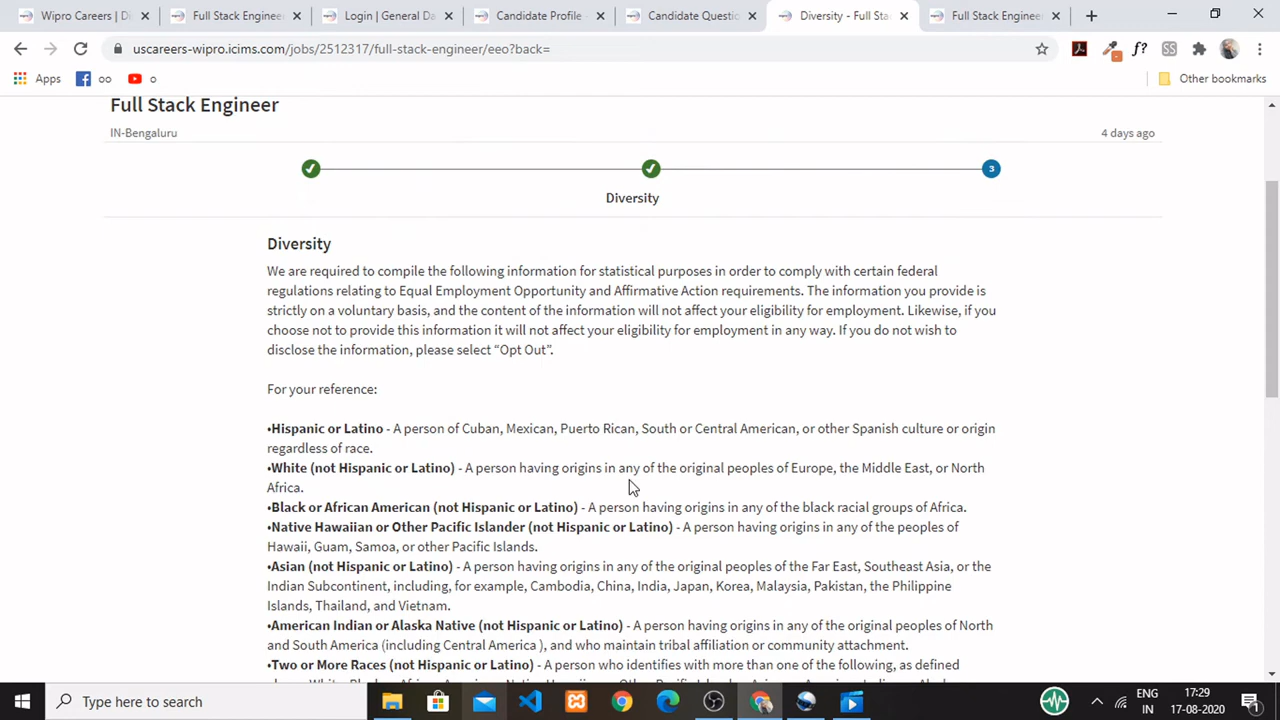 Wipro Careers | D
Full Stack Enginee
Login | General Da
Candidate Profile -
Candidate Questic
Diversity - Full Sta
Full Stack Enginee
uscareers-wipro.icims.com/jobs/2512317/full-stack-engineer/eeo?back=
Apps
oo
o
Other bookmarks
Full Stack Engineer
IN-Bengaluru
4 days ago
3
Diversity
Diversity
We are required to compile the following information for statistical purposes in order to comply with certain federal
regulations relating to Equal Employment Opportunity and Affirmative Action requirements. The information you provide is
strictly on a voluntary basis, and the content of the information will not affect your eligibility for employment. Likewise, if you
choose not to provide this information it will not affect your eligibility for employment in any way. If you do not wish to
disclose the information, please select “Opt Out”.
For your reference:
•Hispanic or Latino - A person of Cuban, Mexican, Puerto Rican, South or Central American, or other Spanish culture or origin
regardless of race.
•White (not Hispanic or Latino) - A person having origins in any of the original peoples of Europe, the Middle East, or North
Africa.
•Black or African American (not Hispanic or Latino) - A person having origins in any of the black racial groups of Africa.
•Native Hawaiian or Other Pacific Islander (not Hispanic or Latino) - A person having origins in any of the peoples of
Hawaii, Guam, Samoa, or other Pacific Islands.
•Asian (not Hispanic or Latino) - A person having origins in any of the original peoples of the Far East, Southeast Asia, or the
Indian Subcontinent, including, for example, Cambodia, China, India, Japan, Korea, Malaysia, Pakistan, the Philippine
Islands, Thailand, and Vietnam.
•American Indian or Alaska Native (not Hispanic or Latino) - A person having origins in any of the original peoples of North
and South America (including Central America ), and who maintain tribal affiliation or community attachment.
•Two or More Races (not Hispanic or Latino) - A person who identifies with more than one of the following, as defined
Type here to search
ENG
IN
17:29
17-08-2020
1